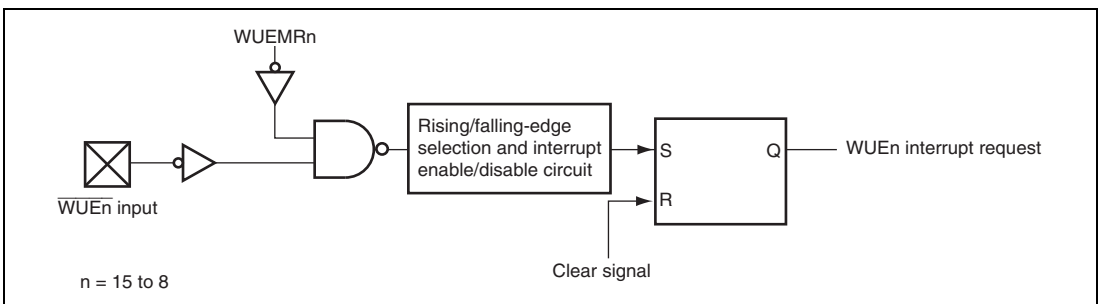 WUEMRn
Rising/falling-edge
selection and interrupt
enable/disable circuit
S
Q
WUEn interrupt request
R
WUEn input
Clear signal
n = 15 to 8